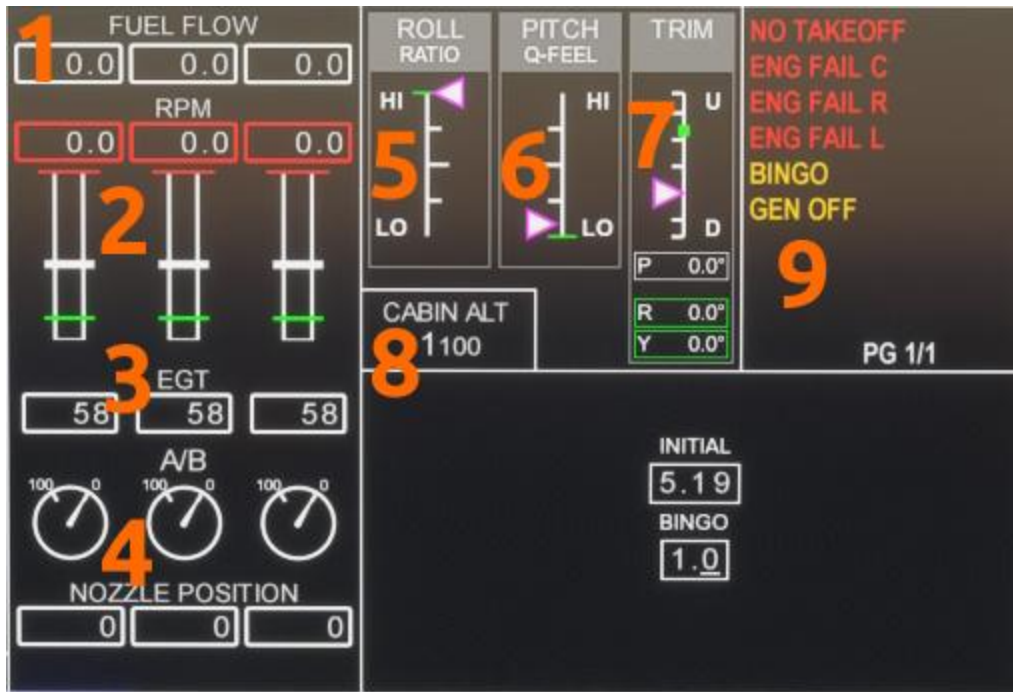 1
FUEL FLOW
0.0 0.0 0.0
RPM
0.0 0.0 0.0
2
3
EGT
58 58 58
A/B
100 0 100 0 100 0
4
NOZZLE POSITION
0 0 0
ROLL
RATIO
HI
5
LO
PITCH
Q-FEEL
HI
6
LO
TRIM
7
U
D
P 0.0°
R 0.0°
Y 0.0°
CABIN ALT
1100
8
NO TAKEOFF
ENG FAIL C
ENG FAIL R
ENG FAIL L
BINGO
GEN OFF
9
PG 1/1
INITIAL
5.19
BINGO
1.0